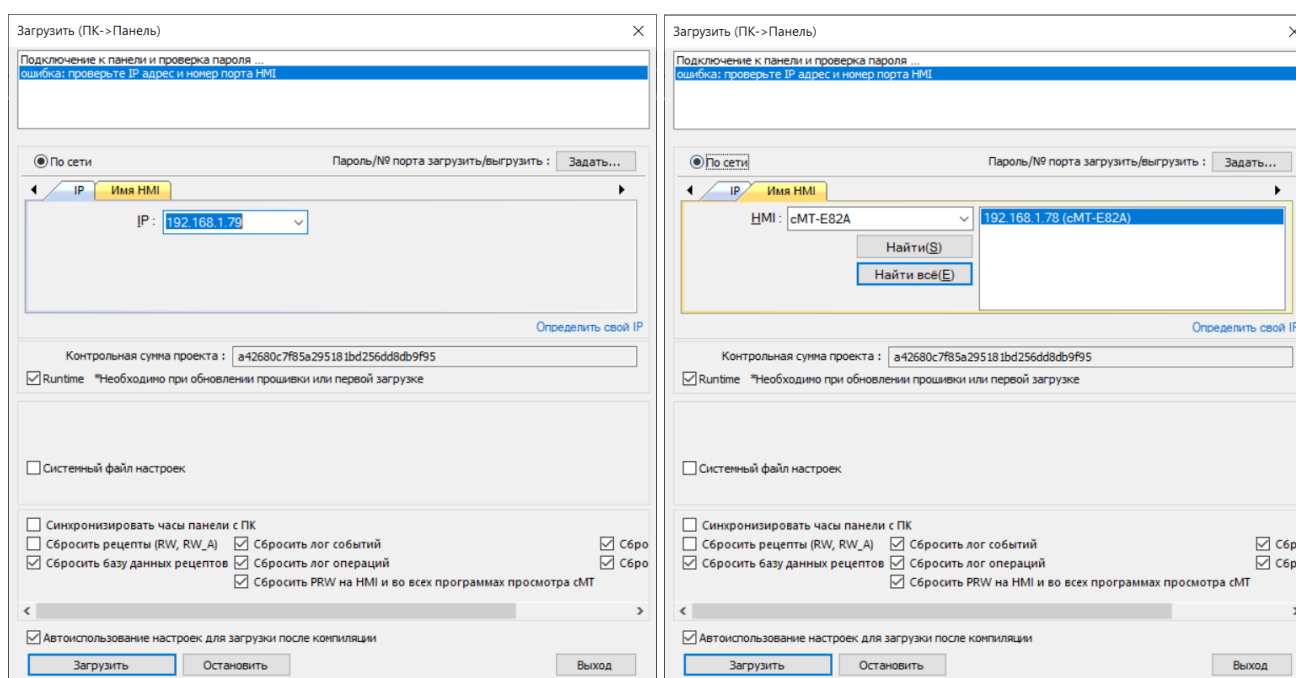 Загрузить (ПК->Панель)
Подключение к панели и проверка пароля ...
ошибка: проверьте IP адрес и номер порта HMI
По сети Пароль/№ порта загрузить/выгрузить : Задать...
IP Имя HMI
IP : 192.168.1.79
Определить свой IP
Контрольная сумма проекта : a42680c7f85a295181bd256dd8db9f95
Runtime *Необходимо при обновлении прошивки или первой загрузке
Системный файл настроек
Синхронизировать часы панели с ПК
Сбросить рецепты (RW, RW_A) Сбросить лог событий Сбро
Сбросить базу данных рецептов Сбросить лог операций Сбро
Сбросить PRW на HMI и во всех программах просмотра cMT
Автоиспользование настроек для загрузки после компиляции
Загрузить Остановить Выход
Загрузить (ПК->Панель)
Подключение к панели и проверка пароля ...
ошибка: проверьте IP адрес и номер порта HMI
По сети Пароль/№ порта загрузить/выгрузить : Задать...
IP Имя HMI
HMI : cMT-E82A 192.168.1.78 (cMT-E82A)
Найти(S)
Найти всё(E)
Определить свой IP
Контрольная сумма проекта : a42680c7f85a295181bd256dd8db9f95
Runtime *Необходимо при обновлении прошивки или первой загрузке
Системный файл настроек
Синхронизировать часы панели с ПК
Сбросить рецепты (RW, RW_A) Сбросить лог событий Сбр
Сбросить базу данных рецептов Сбросить лог операций Сбр
Сбросить PRW на HMI и во всех программах просмотра cMT
Автоиспользование настроек для загрузки после компиляции
Загрузить Остановить Выход